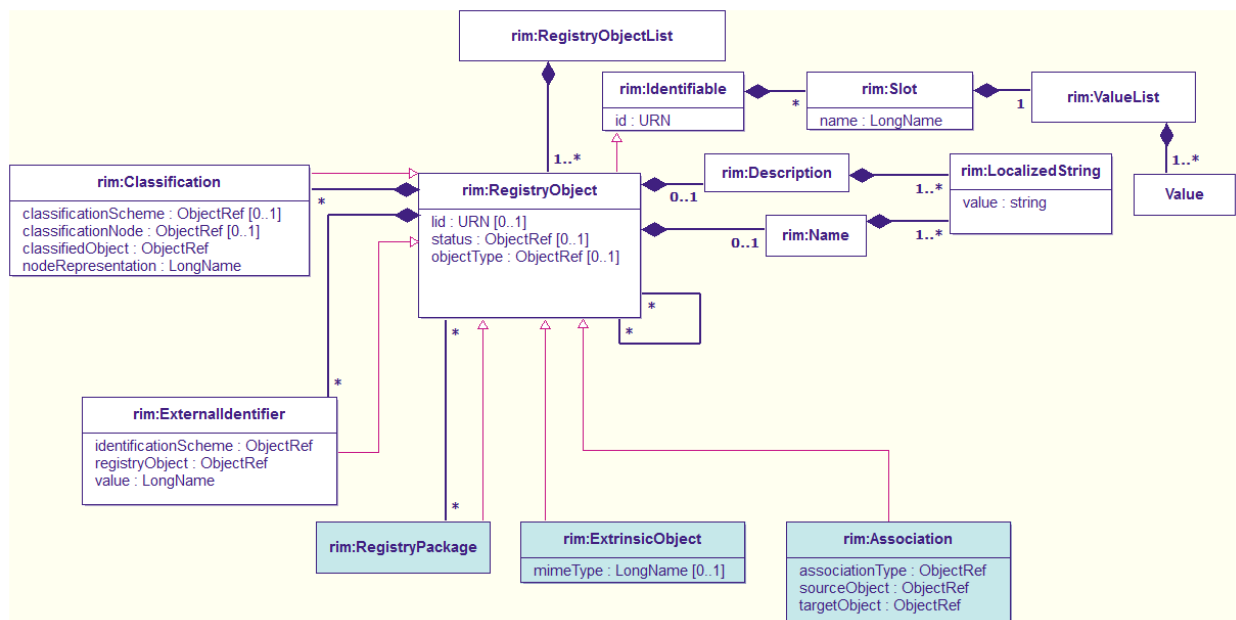 rim:RegistryObjectList
rim:Identifiable
id : URN
*
rim:Slot
name : LongName
1
rim:ValueList
1..*
Value
1..*
rim:Classification
classificationScheme : ObjectRef [0..1]
classificationNode : ObjectRef [0..1]
classifiedObject : ObjectRef
nodeRepresentation : LongName
*
rim:RegistryObject
lid : URN [0..1]
status : ObjectRef [0..1]
objectType : ObjectRef [0..1]
0..1
rim:Description
1..*
rim:LocalizedString
value : string
0..1
rim:Name
1..*
*
*
*
*
rim:ExternalIdentifier
identificationScheme : ObjectRef
registryObject : ObjectRef
value : LongName
*
rim:RegistryPackage
rim:ExtrinsicObject
mimeType : LongName [0..1]
rim:Association
associationType : ObjectRef
sourceObject : ObjectRef
targetObject : ObjectRef